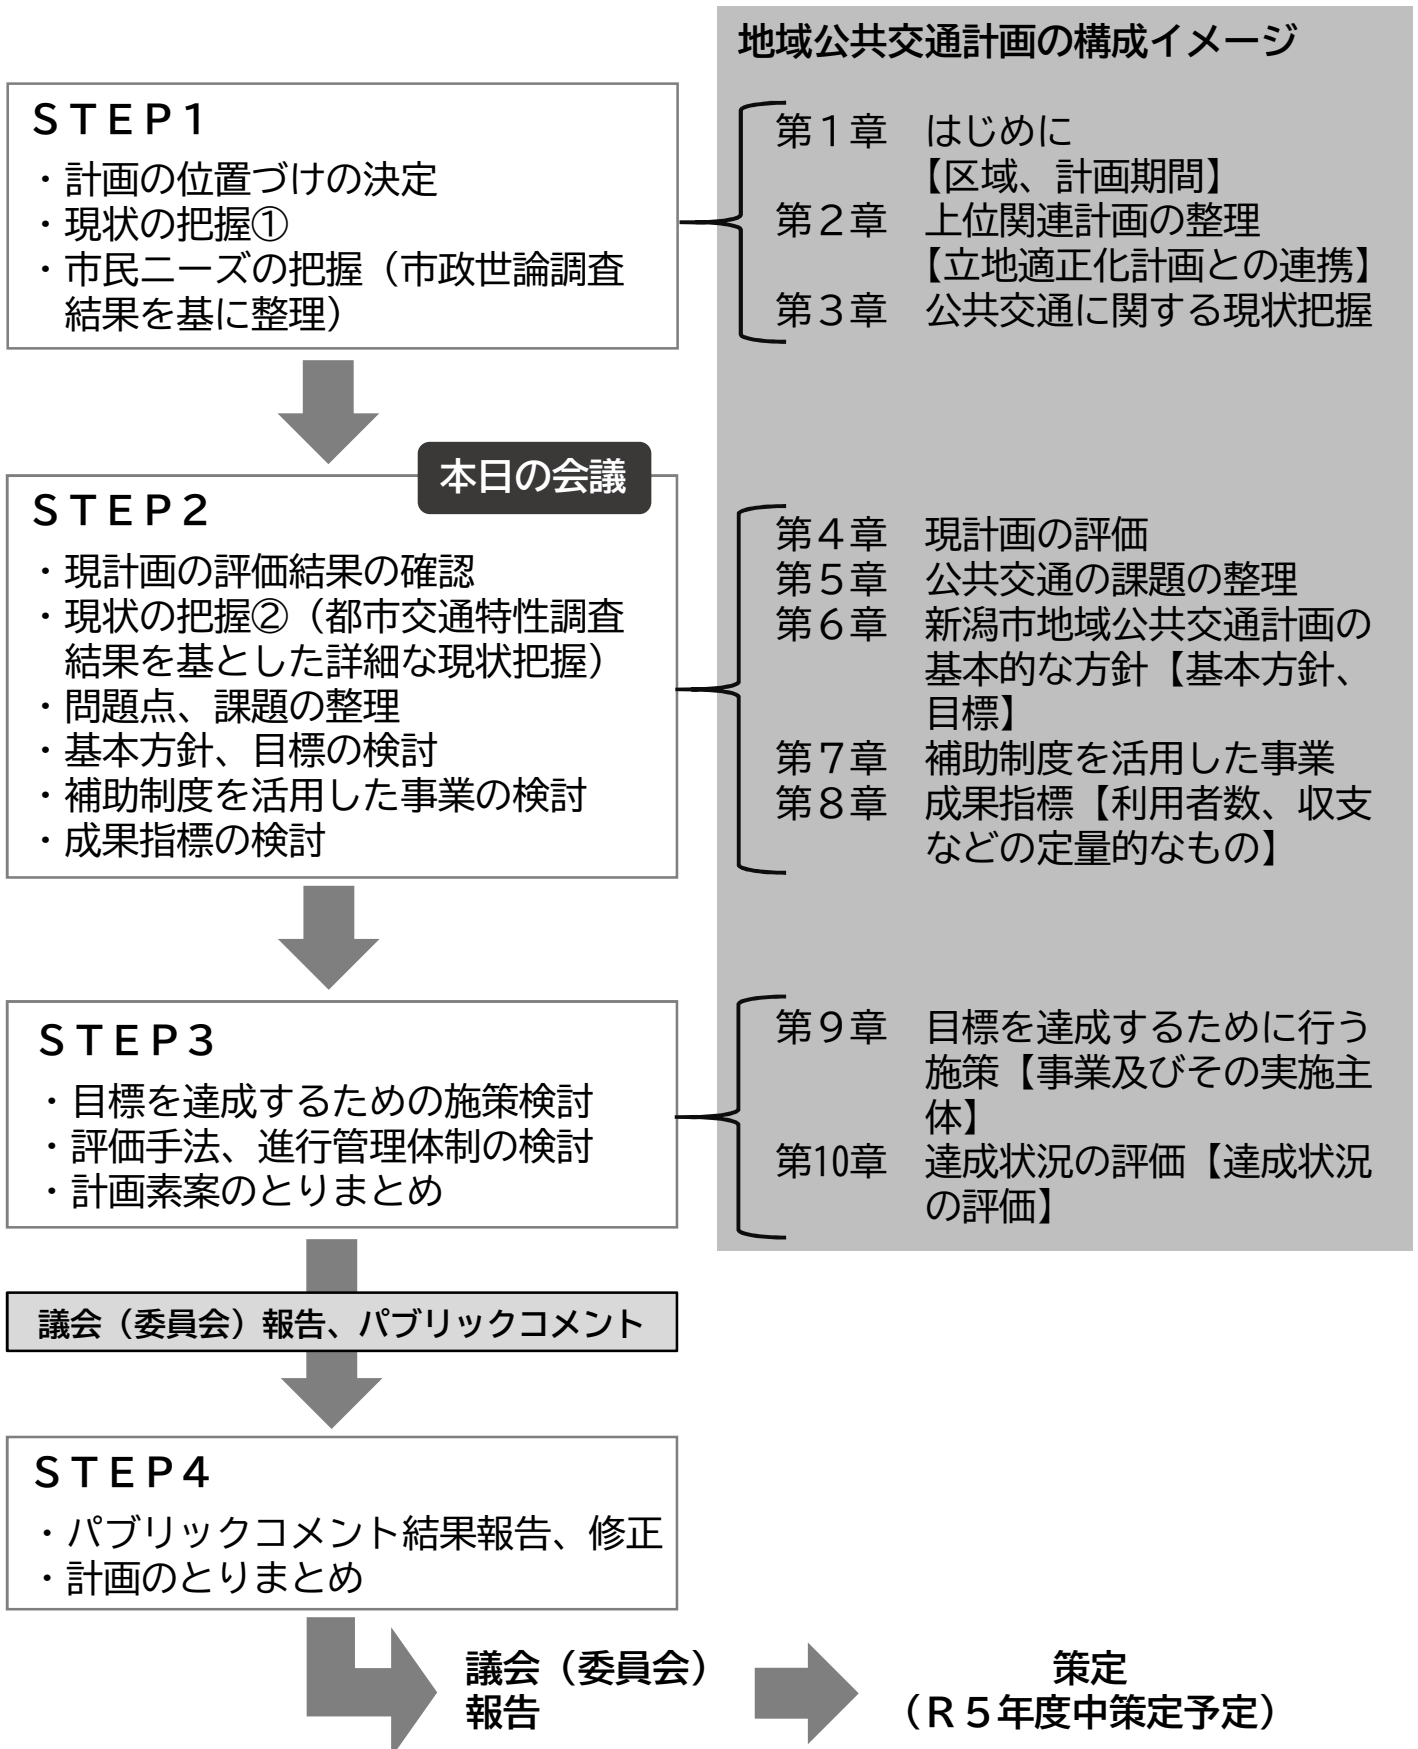 地域公共交通計画の構成イメージ
ＳＴＥＰ１
・計画の位置づけの決定
・現状の把握①
・市民ニーズの把握（市政世論調査
結果を基に整理）
第１章　はじめに
【区域、計画期間】
第２章　上位関連計画の整理
【立地適正化計画との連携】
第３章　公共交通に関する現状把握
本日の会議
ＳＴＥＰ２
・現計画の評価結果の確認
・現状の把握②（都市交通特性調査
結果を基とした詳細な現状把握）
・問題点、課題の整理
・基本方針、目標の検討
・補助制度を活用した事業の検討
・成果指標の検討
第４章　現計画の評価
第５章　公共交通の課題の整理
第６章　新潟市地域公共交通計画の
基本的な方針【基本方針、
目標】
第７章　補助制度を活用した事業
第８章　成果指標【利用者数、収支
などの定量的なもの】
ＳＴＥＰ３
・目標を達成するための施策検討
・評価手法、進行管理体制の検討
・計画素案のとりまとめ
第９章　目標を達成するために行う
施策【事業及びその実施主
体】
第10章　達成状況の評価【達成状況
の評価】
議会（委員会）報告、パブリックコメント
ＳＴＥＰ４
・パブリックコメント結果報告、修正
・計画のとりまとめ
議会（委員会）
報告
策定
（Ｒ５年度中策定予定）